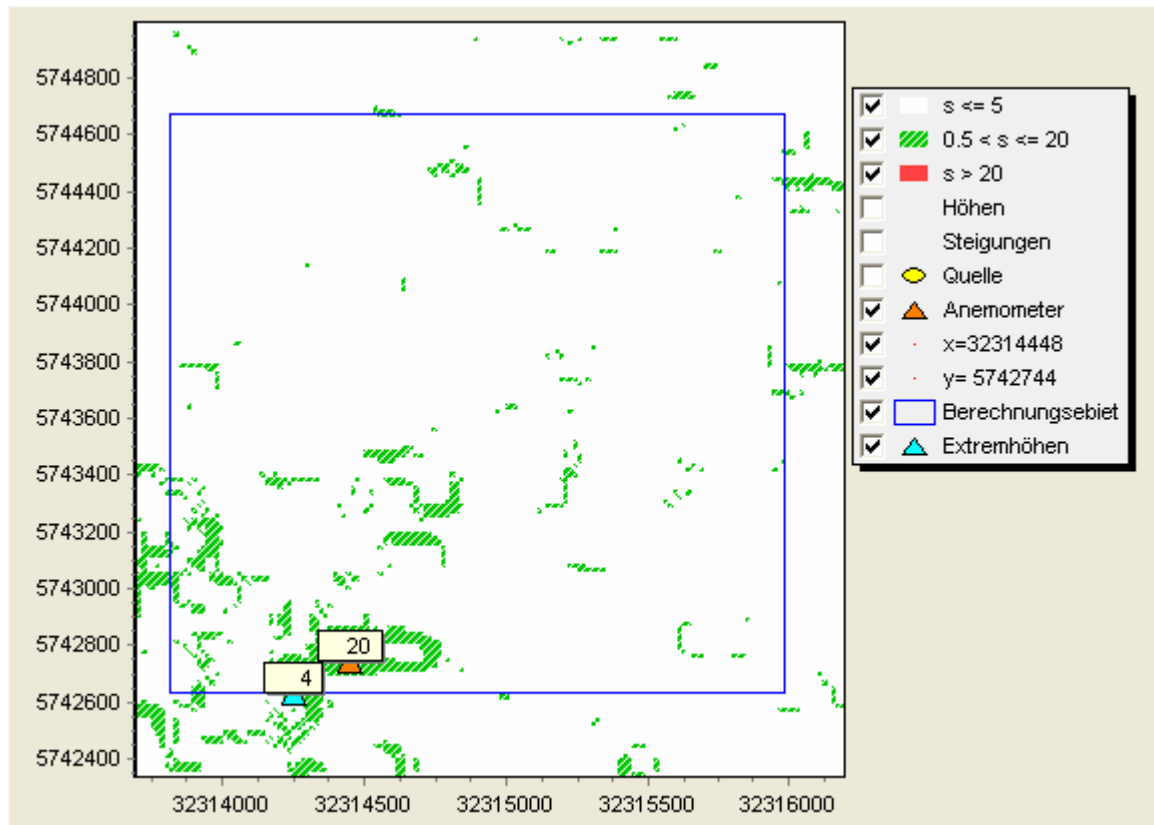 5744800
5744600
5744400
5744200
5744000
5743800
5743600
5743400
5743200
5743000
5742800
5742600
5742400
20
4
32314000 32314500 32315000 32315500 32316000
s <= 5
0.5 < s <= 20
s > 20
Höhen
Steigungen
Quelle
Anemometer
x=32314448
y= 5742744
Berechnungsebiet
Extremhöhen